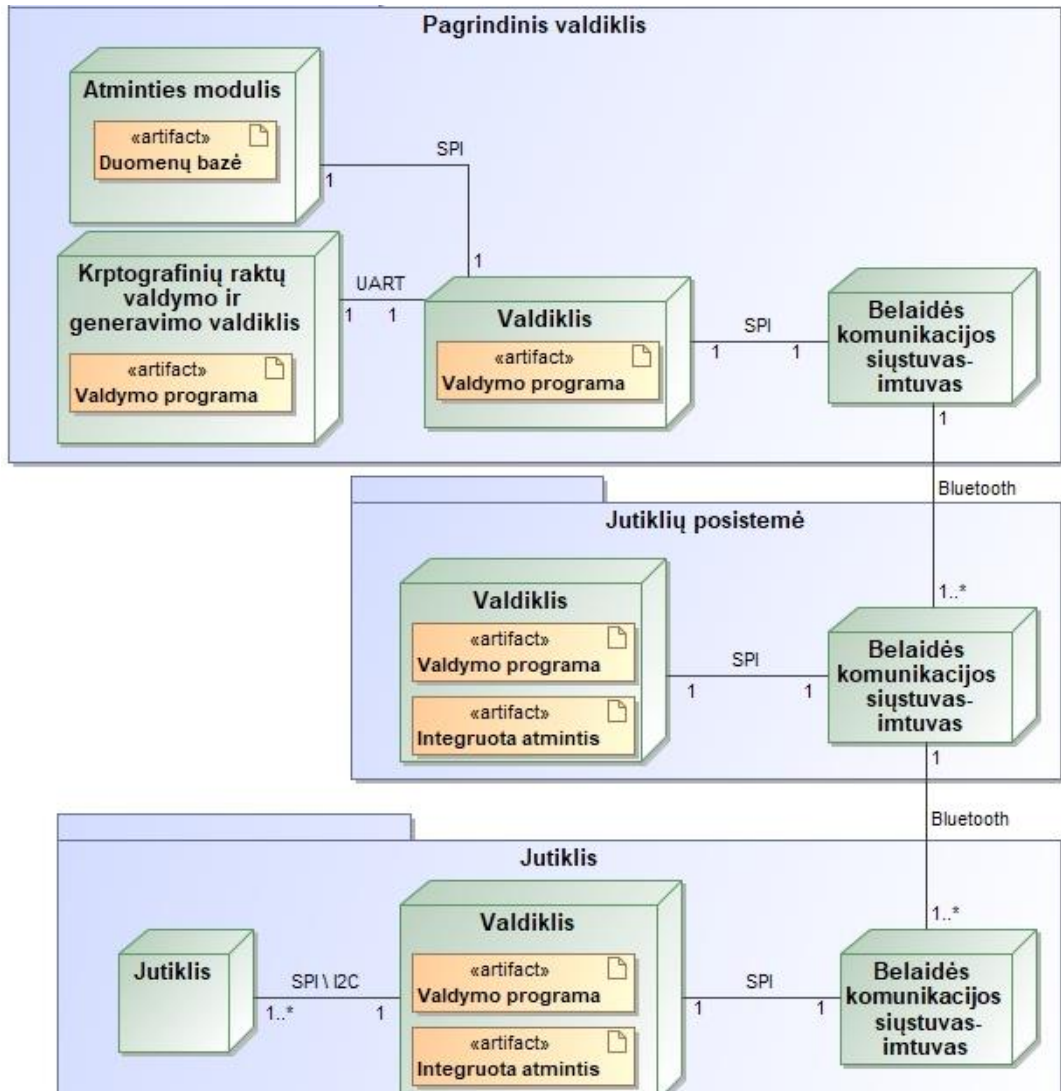 Pagrindinis valdiklis
Atminties modulis
«artifact»
Duomenų bazė
SPI
1
1
Krptografinių raktų
valdymo ir
generavimo valdiklis
«artifact»
Valdymo programa
UART
1
1
Valdiklis
«artifact»
Valdymo programa
SPI
1
1
Belaidės
komunikacijos
siųstuvas-
imtuvas
1
Bluetooth
1..*
Jutiklių posistemė
Valdiklis
«artifact»
Valdymo programa
«artifact»
Integruota atmintis
SPI
1
1
Belaidės
komunikacijos
siųstuvas-
imtuvas
1
Bluetooth
1..*
Jutiklis
Jutiklis
SPI \ I2C
1..*
1
Valdiklis
«artifact»
Valdymo programa
«artifact»
Integruota atmintis
SPI
1
1
Belaidės
komunikacijos
siųstuvas-
imtuvas